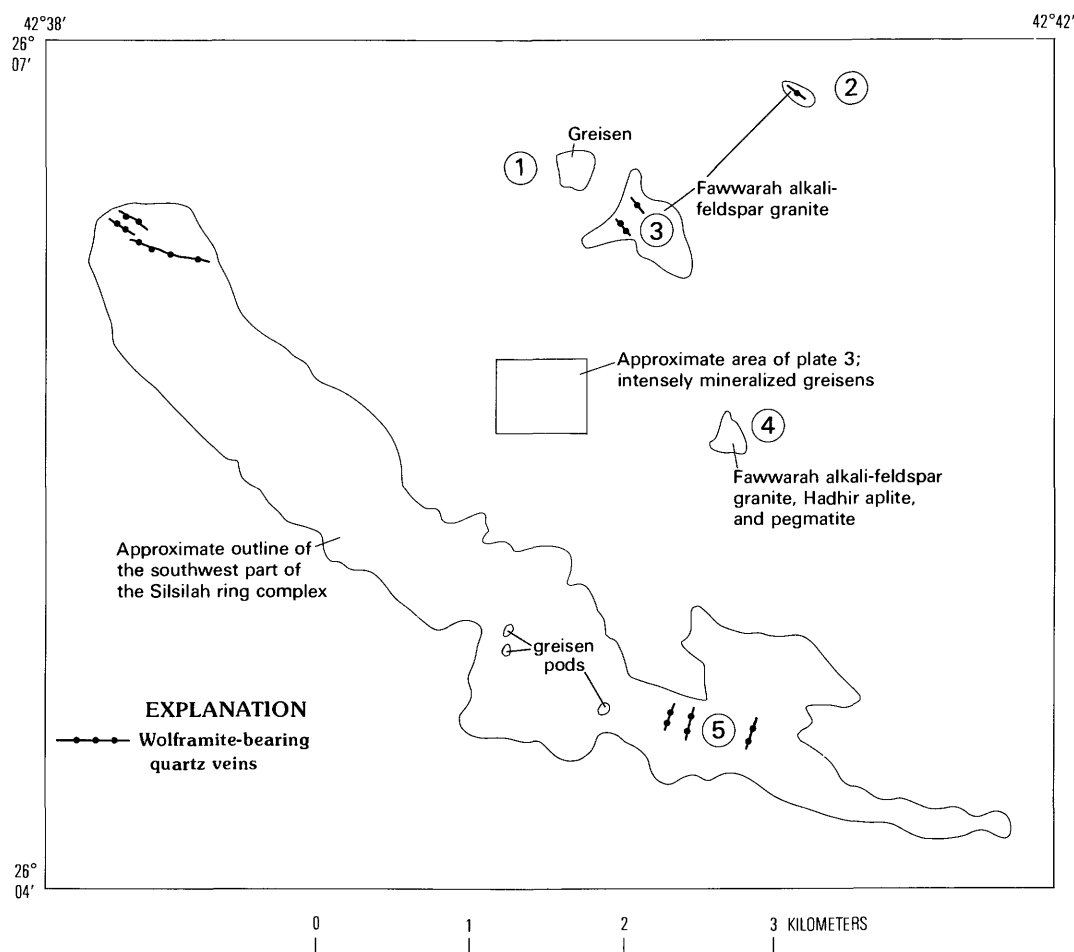 42°38'
42°42'
26°
07'
2
Greisen
1
Fawwarah alkali-
feldspar granite
3
Approximate area of plate 3;
intensely mineralized greisens
4
Fawwarah alkali-feldspar
granite, Hadhir aplite,
and pegmatite
Approximate outline of
the southwest part of
the Silsilah ring complex
greisen
pods
5
EXPLANATION
Wolframite-bearing
quartz veins
26°
04'
0 1 2 3 KILOMETERS